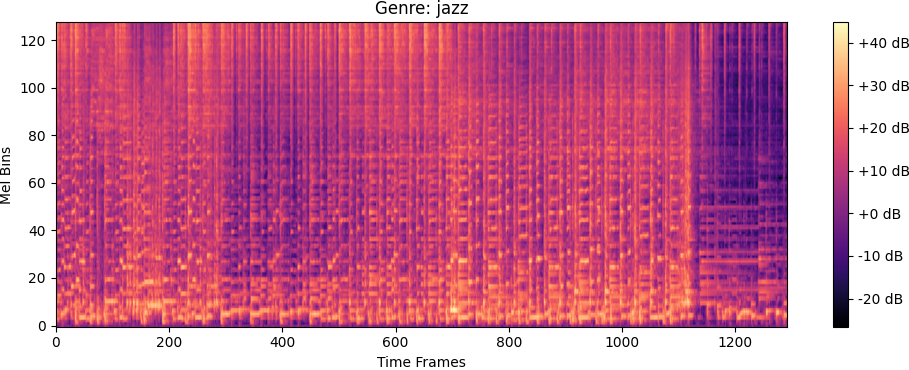 Genre: jazz
Mel Bins
120
100
80
60
40
20
0
0 200 400 600 800 1000 1200
Time Frames
+40 dB
+30 dB
+20 dB
+10 dB
+0 dB
-10 dB
-20 dB